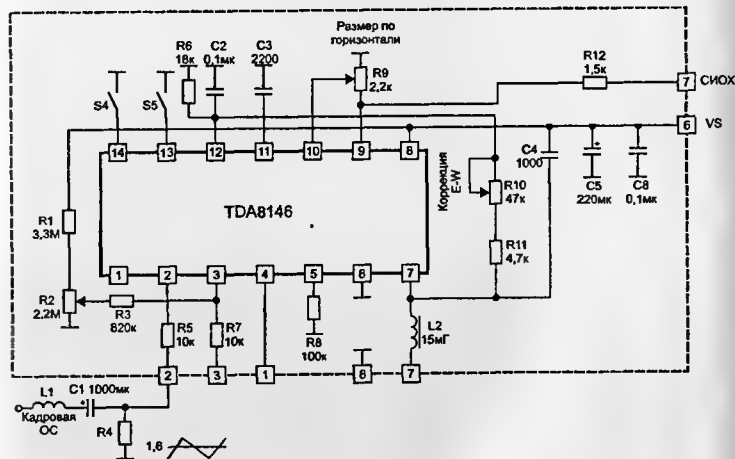 Размер по
горизонтали
R6
18к
C2
0,1мк
C3
2200
R9
2,2к
R12
1,5к
7
СИОХ
S4
S5
6
VS
14
13
12
11
10
9
8
C4
1000
C5
220мк
C8
0,1мк
Коррекция
E-W
R10
47к
R1
3,3М
TDA8146
R11
4,7к
1
2
3
4
5
6
7
R2
2,2М
R3
820к
R5
10к
R7
10к
R8
100к
L2
15мГ
2
3
1
8
7
L1
C1 1000мк
+
Кадровая
ОС
R4
1,6